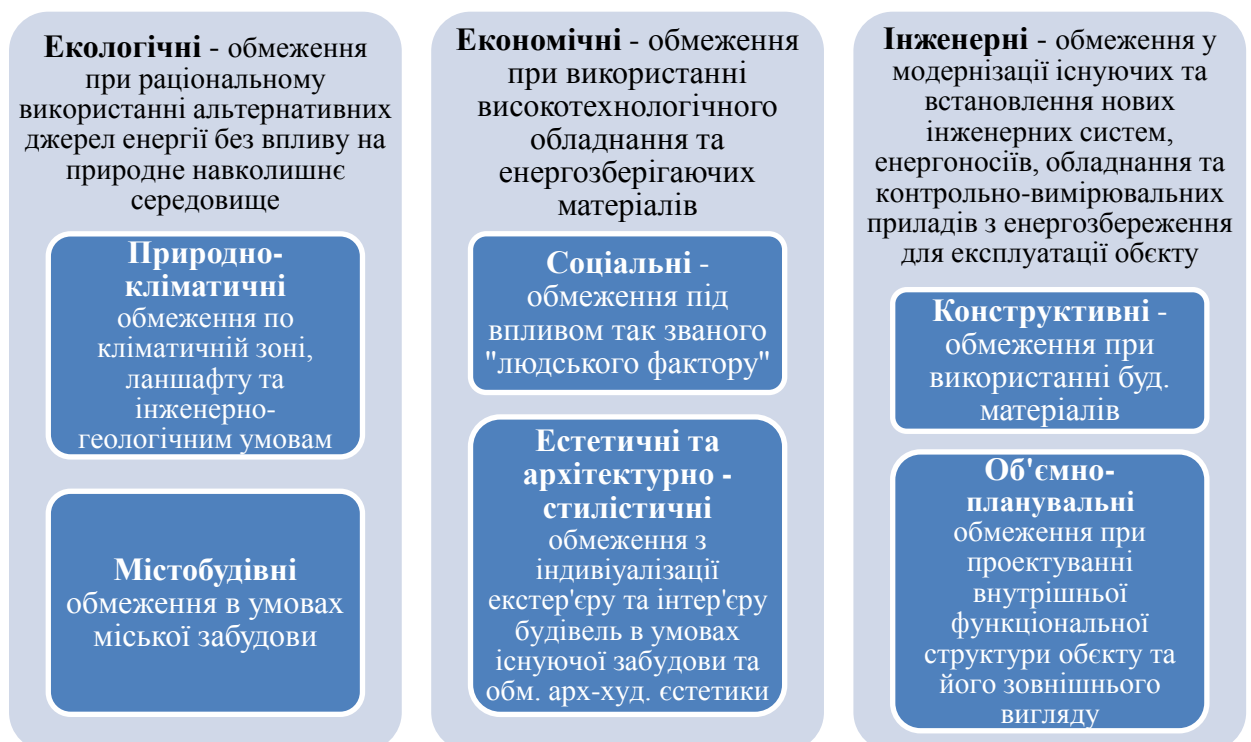 Екологічні - обмеження
при раціональному
використанні альтернативних
джерел енергії без впливу на
природне навколишнє
середовище
Природно-
кліматичні
обмеження по
кліматичній зоні,
ланшафту та
інженерно-
геологічним умовам
Містобудівні
обмеження в умовах
міської забудови
Економічні - обмеження
при використанні
високотехнологічного
обладнання та
енергозберігаючих
матеріалів
Соціальні -
обмеження під
впливом так званого
"людського фактору"
Естетичні та
архітектурно -
стилістичні
обмеження з
індивіуалізації
екстер'єру та інтер'єру
будівель в умовах
існуючої забудови та
обм. арх-худ. єстетики
Інженерні - обмеження у
модернізації існуючих та
встановлення нових
інженерних систем,
енергоносіїв, обладнання та
контрольно-вимірювальних
приладів з енергозбереження
для експлуатації обєкту
Конструктивні -
обмеження при
використанні буд.
матеріалів
Об'ємно-
планувальні
обмеження при
проектуванні
внутрішньої
функціональної
структури обєкту та
його зовнішнього
вигляду